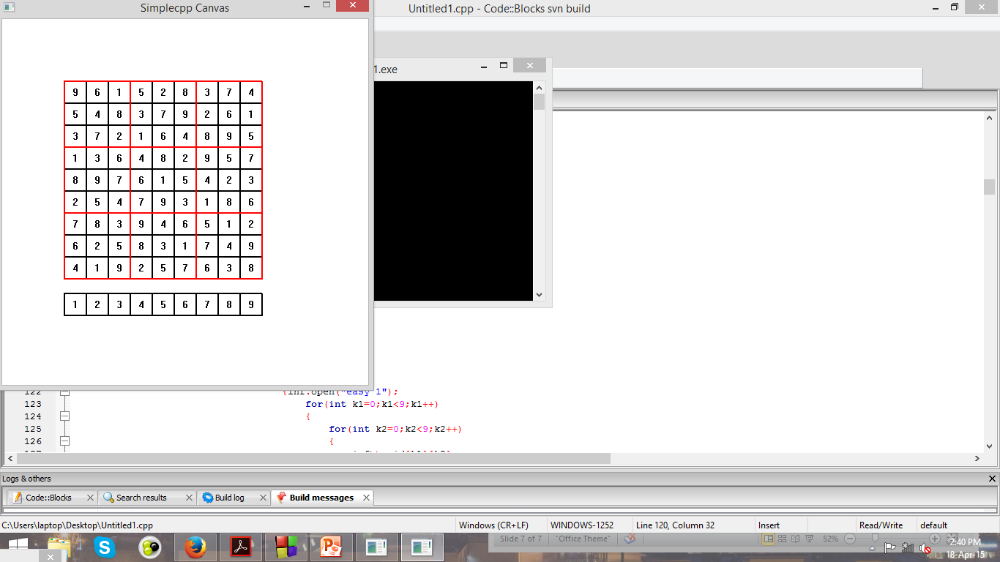 Simplecpp Canvas
Untitled1.cpp - Code::Blocks svn build
1.exe
9 6 1 5 2 8 3 7 4
5 4 8 3 7 9 2 6 1
3 7 2 1 6 4 8 9 5
1 3 6 4 8 2 9 5 7
8 9 7 6 1 5 4 2 3
2 5 4 7 9 3 1 8 6
7 8 3 9 4 6 5 1 2
6 2 5 8 3 1 7 4 9
4 1 9 2 5 7 6 3 8
1 2 3 4 5 6 7 8 9
122 {inf.open("easy 1");
123 for(int k1=0;k1<9;k1++)
124 {
125 for(int k2=0;k2<9;k2++)
126 {
Logs & others
Code::Blocks Search results Build log Build messages
C:\Users\laptop\Desktop\Untitled1.cpp Windows (CR+LF) WINDOWS-1252 Line 120, Column 32 Insert Read/Write default
Slide 7 of 7 "Office Theme" 52%
2:40 PM
18-Apr-15